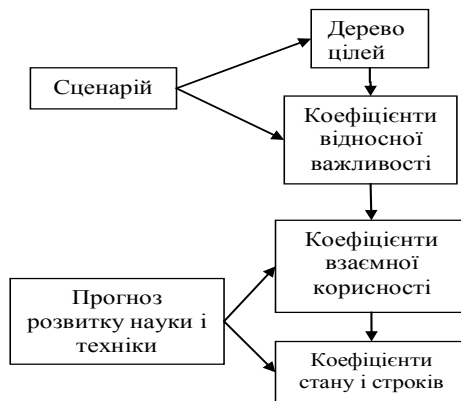 Дерево
цілей
Сценарій
Коефіцієнти
відносної
важливості
Коефіцієнти
взаємної
корисності
Прогноз
розвитку науки і
техніки
Коефіцієнти
стану і строків